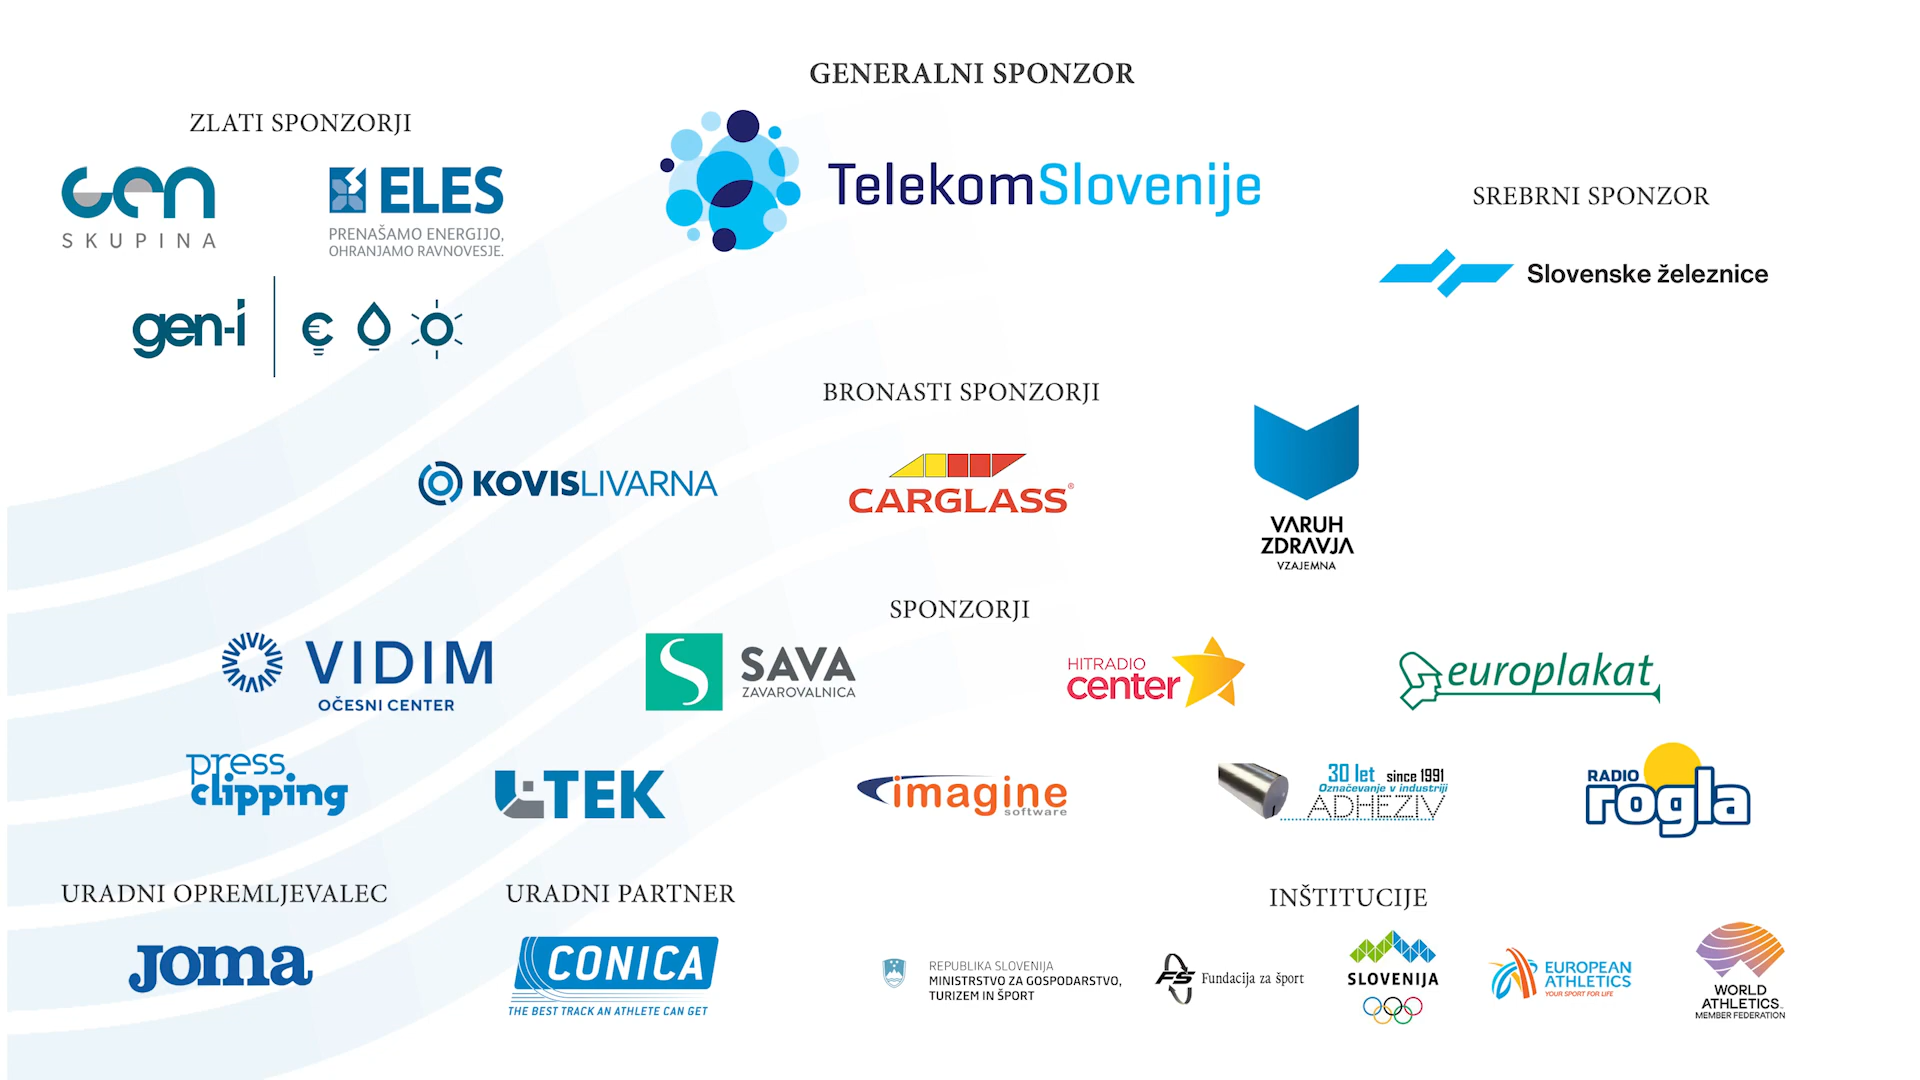 GENERALNI SPONZOR
TelekomSlovenije
ZLATI SPONZORJI
gen
SKUPINA
ELES
PRENAŠAMO ENERGIJO,
OHRANJAMO RAVNOVESJE.
gen-i
SREBRNI SPONZOR
Slovenske železnice
BRONASTI SPONZORJI
KOVISLIVARNA
CARGLASS®
VARUH
ZDRAVJA
VZAJEMNA
SPONZORJI
VIDIM
OČESNI CENTER
SAVA
ZAVAROVALNICA
HITRADIO
center
europlakat
press
clipping
L-TEK
imagine
software
30 let since 1991
Označevanje v industriji
ADHEZIV
RADIO
rogla
URADNI OPREMLJEVALEC
Joma
URADNI PARTNER
CONICA
THE BEST TRACK AN ATHLETE CAN GET
INŠTITUCIJE
REPUBLIKA SLOVENIJA
MINISTRSTVO ZA GOSPODARSTVO,
TURIZEM IN ŠPORT
FS Fundacija za šport
SLOVENIJA
EUROPEAN
ATHLETICS
YOUR SPORT FOR LIFE
WORLD
ATHLETICS™
MEMBER FEDERATION